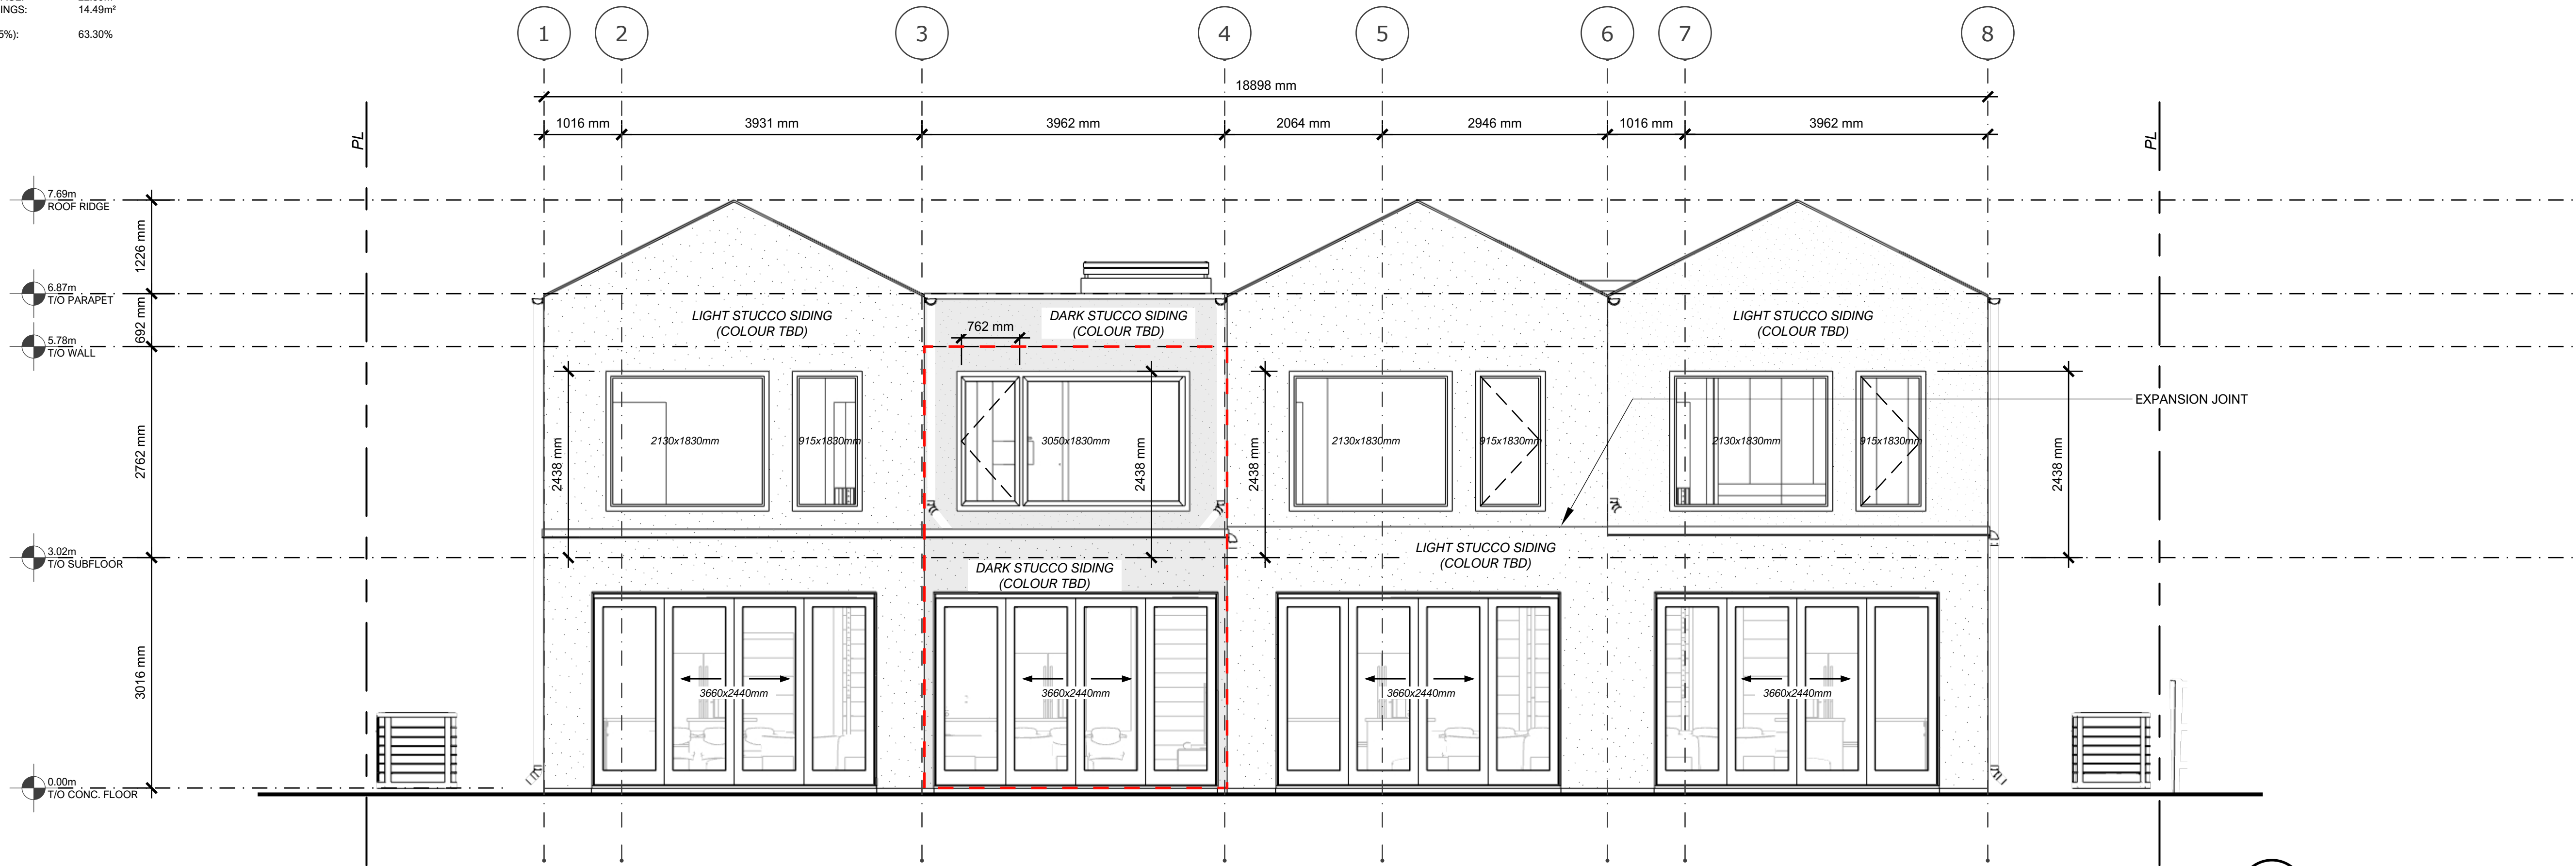 INGS: 14.49m²
5%): 63.30%
1 2 3 4 5 6 7 8
18898 mm
1016 mm 3931 mm 3962 mm 2064 mm 2946 mm 1016 mm 3962 mm
PL
PL
7.69m
ROOF RIDGE
1226 mm
6.87m
T/O PARAPET
692 mm
5.78m
T/O WALL
2762 mm
3.02m
T/O SUBFLOOR
3016 mm
0.00m
T/O CONC. FLOOR
LIGHT STUCCO SIDING
(COLOUR TBD)
762 mm
DARK STUCCO SIDING
(COLOUR TBD)
LIGHT STUCCO SIDING
(COLOUR TBD)
EXPANSION JOINT
2438 mm
2130x1830mm
915x1830mm
3050x1830mm
2438 mm
2438 mm
2130x1830mm
915x1830mm
2130x1830mm
915x1830mm
2438 mm
DARK STUCCO SIDING
(COLOUR TBD)
LIGHT STUCCO SIDING
(COLOUR TBD)
3660x2440mm
3660x2440mm
3660x2440mm
3660x2440mm